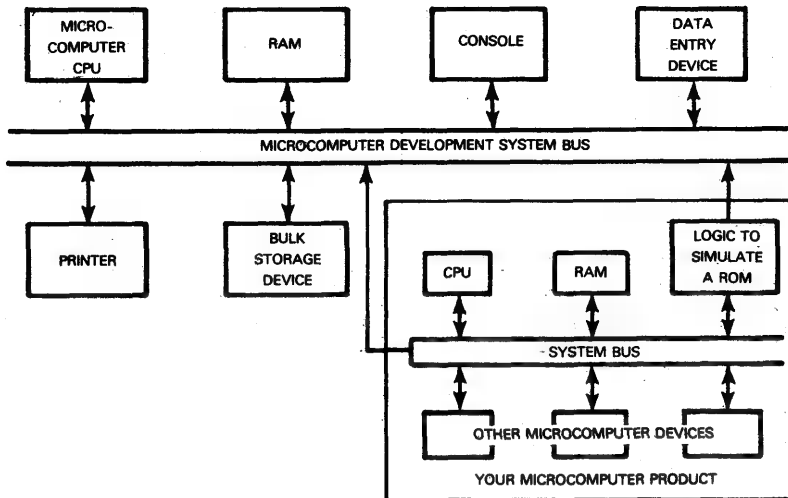 MICRO-
COMPUTER
CPU
RAM
CONSOLE
DATA
ENTRY
DEVICE
MICROCOMPUTER DEVELOPMENT SYSTEM BUS
PRINTER
BULK
STORAGE
DEVICE
LOGIC TO
SIMULATE
A ROM
CPU
RAM
SYSTEM BUS
OTHER MICROCOMPUTER DEVICES
YOUR MICROCOMPUTER PRODUCT